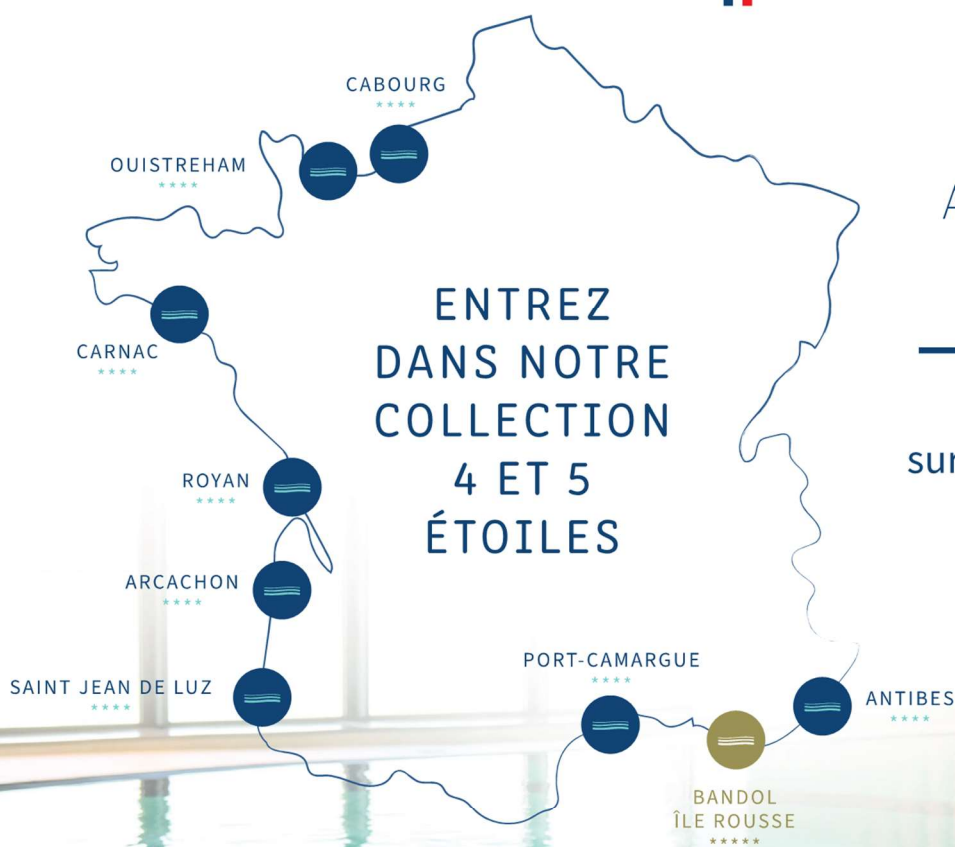 CABOURG
****
OUISTREHAM
****
CARNAC
****
ENTREZ
DANS NOTRE
COLLECTION
4 ET 5
ÉTOILES
ROYAN
****
ARCACHON
****
SAINT JEAN DE LUZ
****
PORT-CAMARGUE
****
ANTIBES
****
BANDOL
ÎLE ROUSSE
*****